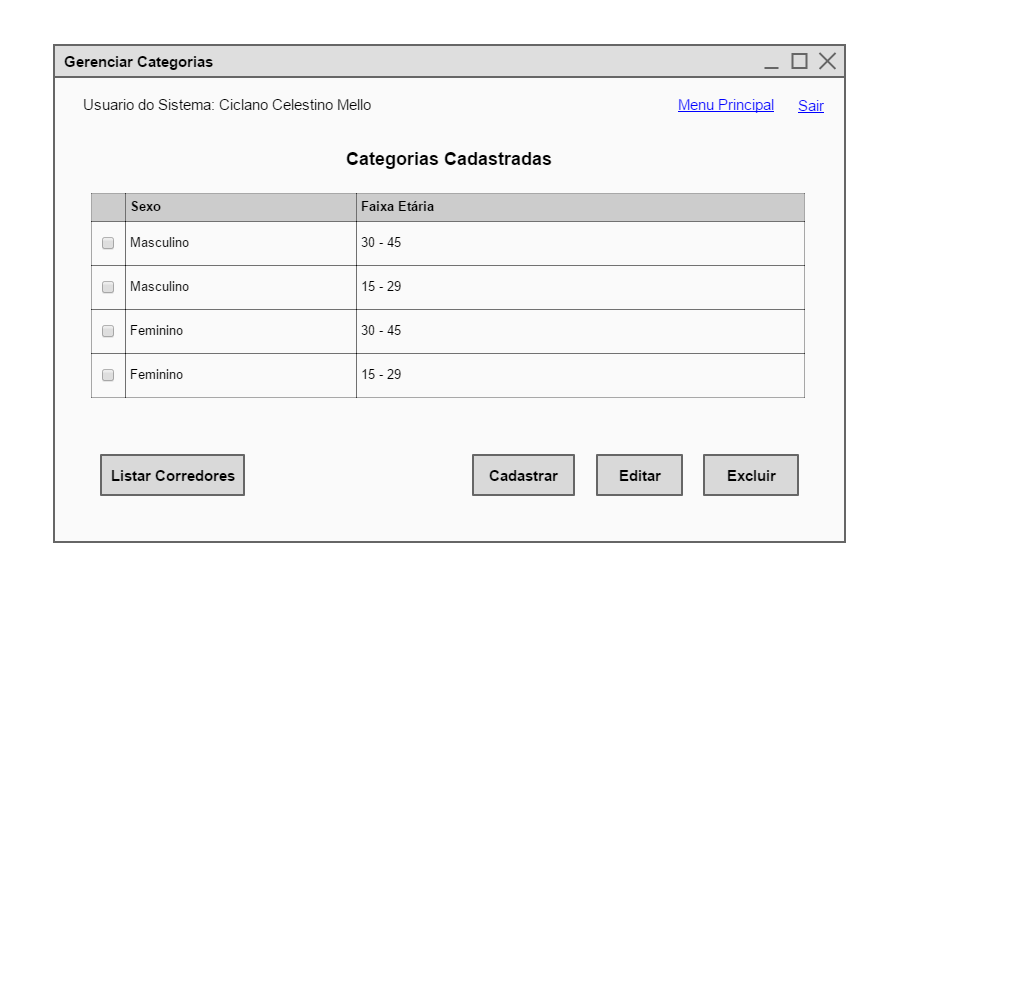 Gerenciar Categorias
Usuario do Sistema: Ciclano Celestino Mello Menu Principal Sair
Categorias Cadastradas
Sexo Faixa Etária
Masculino 30 - 45
Masculino 15 - 29
Feminino 30 - 45
Feminino 15 - 29
Listar Corredores Cadastrar Editar Excluir